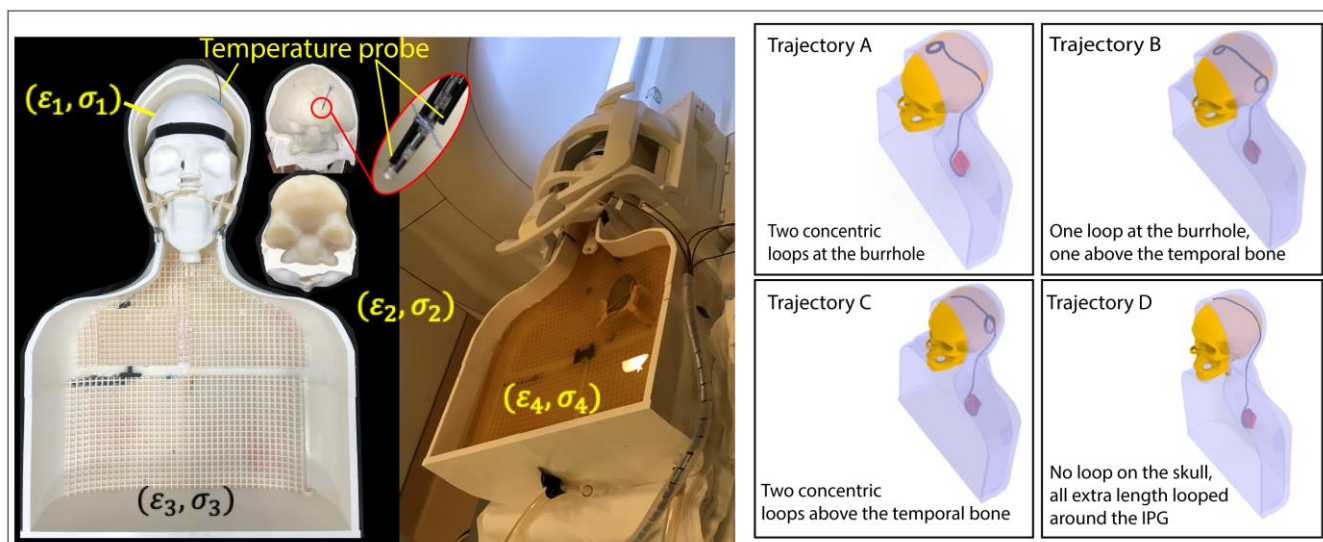 Temperature probe
(ε₁, σ₁)
(ε₂, σ₂)
(ε₃, σ₃)
(ε₄, σ₄)
Trajectory A
Two concentric
loops at the burrhole
Trajectory B
One loop at the burrhole,
one above the temporal bone
Trajectory C
Two concentric
loops above the temporal bone
Trajectory D
No loop on the skull,
all extra length looped
around the IPG